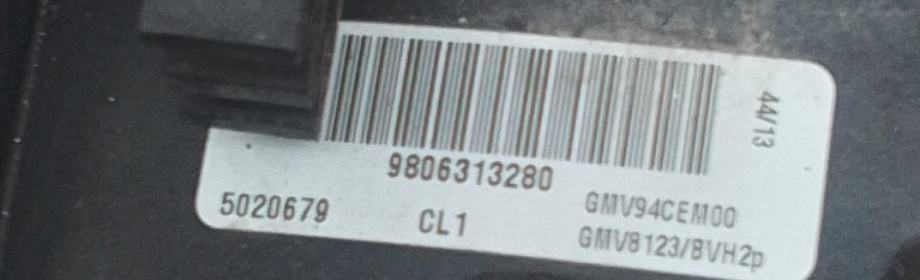 44/13
9806313280
5020679 CL1 GMV94CEM00
GMV8123/BVH2p